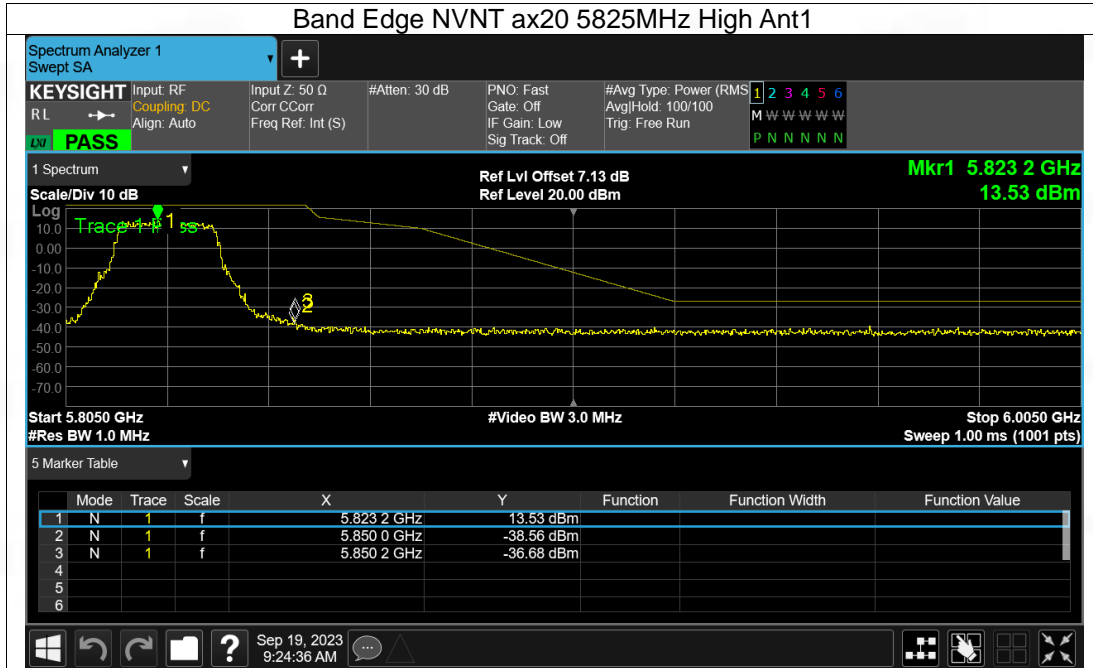 Band Edge NVNT ax20 5825MHz High Ant1
Spectrum Analyzer 1
Swept SA
+
KEYSIGHT Input: RF Input Z: 50 Ω #Atten: 30 dB PNO: Fast #Avg Type: Power (RMS 1 2 3 4 5 6
RL Coupling: DC Corr CCorr Gate: Off Avg|Hold: 100/100 M W W W W W
Align: Auto Freq Ref: Int (S) IF Gain: Low Trig: Free Run
LXI PASS Sig Track: Off P N N N N N
1 Spectrum Ref Lvl Offset 7.13 dB Mkr1 5.823 2 GHz
Scale/Div 10 dB Ref Level 20.00 dBm 13.53 dBm
Log
Trace 1 Pass
1
10.0
0.00
-10.0
-20.0
-30.0
3
2
-40.0
-50.0
-60.0
-70.0
Start 5.8050 GHz #Video BW 3.0 MHz Stop 6.0050 GHz
#Res BW 1.0 MHz Sweep 1.00 ms (1001 pts)
5 Marker Table
Mode Trace Scale X Y Function Function Width Function Value
1 N 1 f 5.823 2 GHz 13.53 dBm
2 N 1 f 5.850 0 GHz -38.56 dBm
3 N 1 f 5.850 2 GHz -36.68 dBm
4
5
6
? Sep 19, 2023
9:24:36 AM